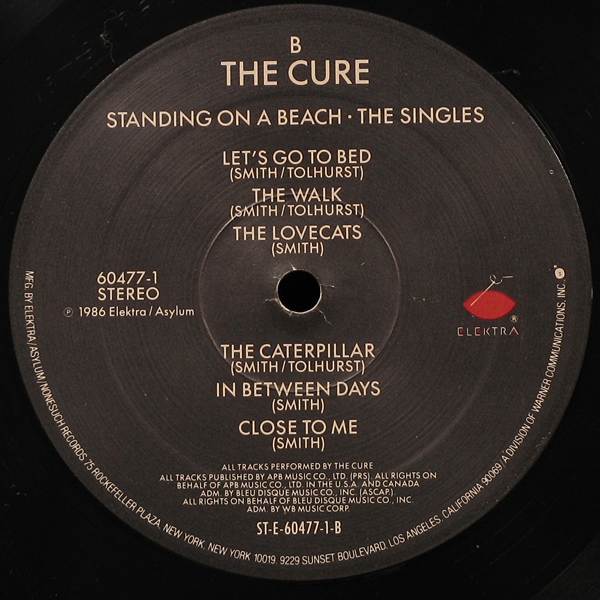 B
THE CURE
STANDING ON A BEACH · THE SINGLES
LET'S GO TO BED
(SMITH/TOLHURST)
THE WALK
(SMITH/TOLHURST)
THE LOVECATS
(SMITH)
60477-1
STEREO
℗ 1986 Elektra/Asylum
ELEKTRA®
THE CATERPILLAR
(SMITH/TOLHURST)
IN BETWEEN DAYS
(SMITH)
CLOSE TO ME
(SMITH)
ALL TRACKS PERFORMED BY THE CURE
ALL TRACKS PUBLISHED BY APB MUSIC CO., LTD. (PRS). ALL RIGHTS ON
BEHALF OF APB MUSIC CO., LTD. IN THE U.S.A. AND CANADA
ADM. BY BLEU DISQUE MUSIC CO., INC. (ASCAP).
ALL RIGHTS ON BEHALF OF BLEU DISQUE MUSIC CO., INC.
ADM. BY WB MUSIC CORP.
ST-E-60477-1-B
MFG. BY ELEKTRA/ASYLUM/NONESUCH RECORDS, 75 ROCKEFELLER PLAZA, NEW YORK, NEW YORK 10019. 9229 SUNSET BOULEVARD, LOS ANGELES, CALIFORNIA 90069. A DIVISION OF WARNER COMMUNICATIONS, INC.